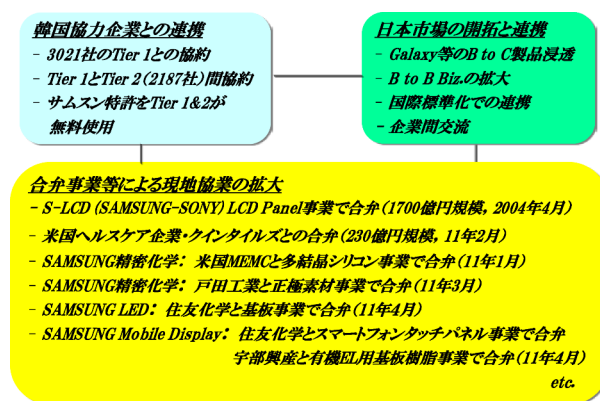 韓国協力企業との連携
- 3021社のTier 1との協約
- Tier 1とTier 2(2187社)間協約
- サムスン特許をTier 1&2が
無料使用
日本市場の開拓と連携
- Galaxy等のB to C製品浸透
- B to B Biz.の拡大
- 国際標準化での連携
- 企業間交流
合弁事業等による現地協業の拡大
- S-LCD (SAMSUNG-SONY) LCD Panel事業で合弁(1700億円規模, 2004年4月)
- 米国ヘルスケア企業・クインタイルズとの合弁(230億円規模, 11年2月)
- SAMSUNG精密化学: 米国MEMCと多結晶シリコン事業で合弁(11年1月)
- SAMSUNG精密化学: 戸田工業と正極素材事業で合弁(11年3月)
- SAMSUNG LED: 住友化学と基板事業で合弁(11年4月)
- SAMSUNG Mobile Display: 住友化学とスマートフォンタッチパネル事業で合弁
宇部興産と有機EL用基板樹脂事業で合弁(11年4月)
etc.